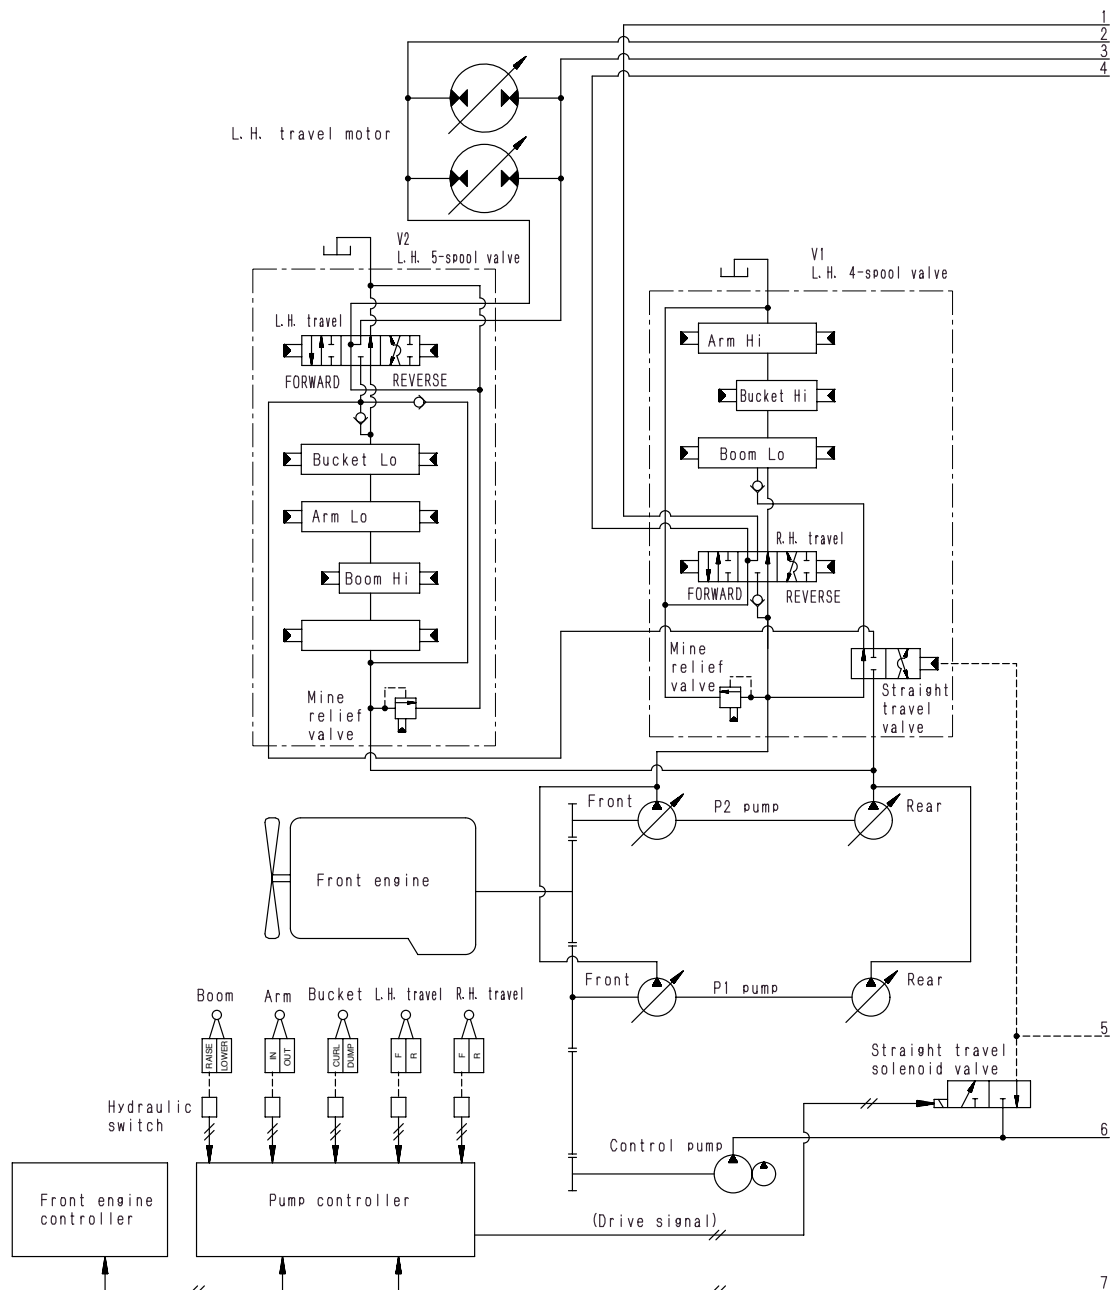 1
2
3
4
L.H. travel motor
V2
L.H. 5-spool valve
V1
L.H. 4-spool valve
L.H. travel
FORWARD
REVERSE
Bucket Lo
Arm Lo
Boom Hi
Mine
relief
valve
Arm Hi
Bucket Hi
Boom Lo
R.H. travel
FORWARD
REVERSE
Mine
relief
valve
Straight
travel
valve
Front
P2 pump
Rear
Front engine
Front
P1 pump
Rear
Boom
Arm
Bucket
L.H. travel
R.H. travel
RAISE
LOWER
IN
OUT
CURL
DUMP
F
R
F
R
Hydraulic
switch
5
Straight travel
solenoid valve
6
Control pump
Front engine
controller
Pump controller
(Drive signal)
7